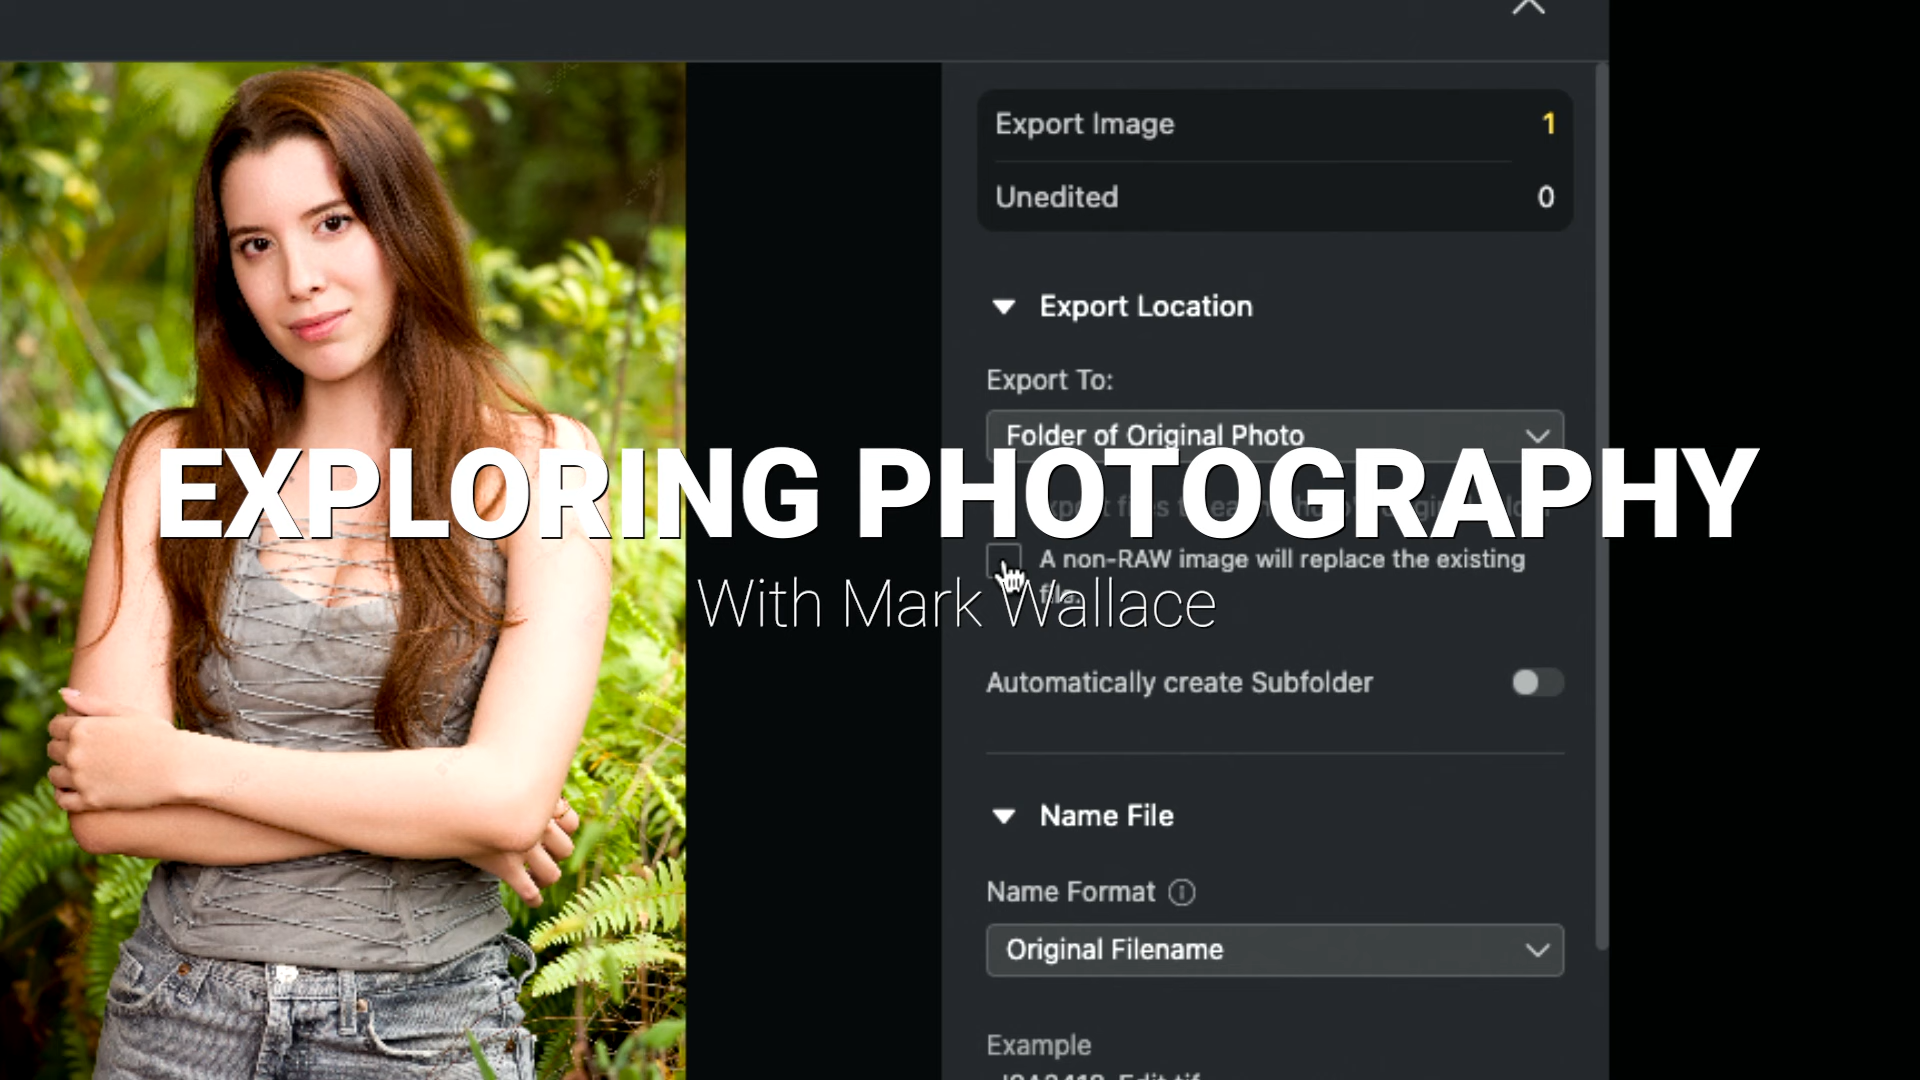 Export Image 1
Unedited 0
Export Location
Export To:
Folder of Original Photo
EXPLORING PHOTOGRAPHY
A non-RAW image will replace the existing
file.
With Mark Wallace
Automatically create Subfolder
Name File
Name Format
Original Filename
Example